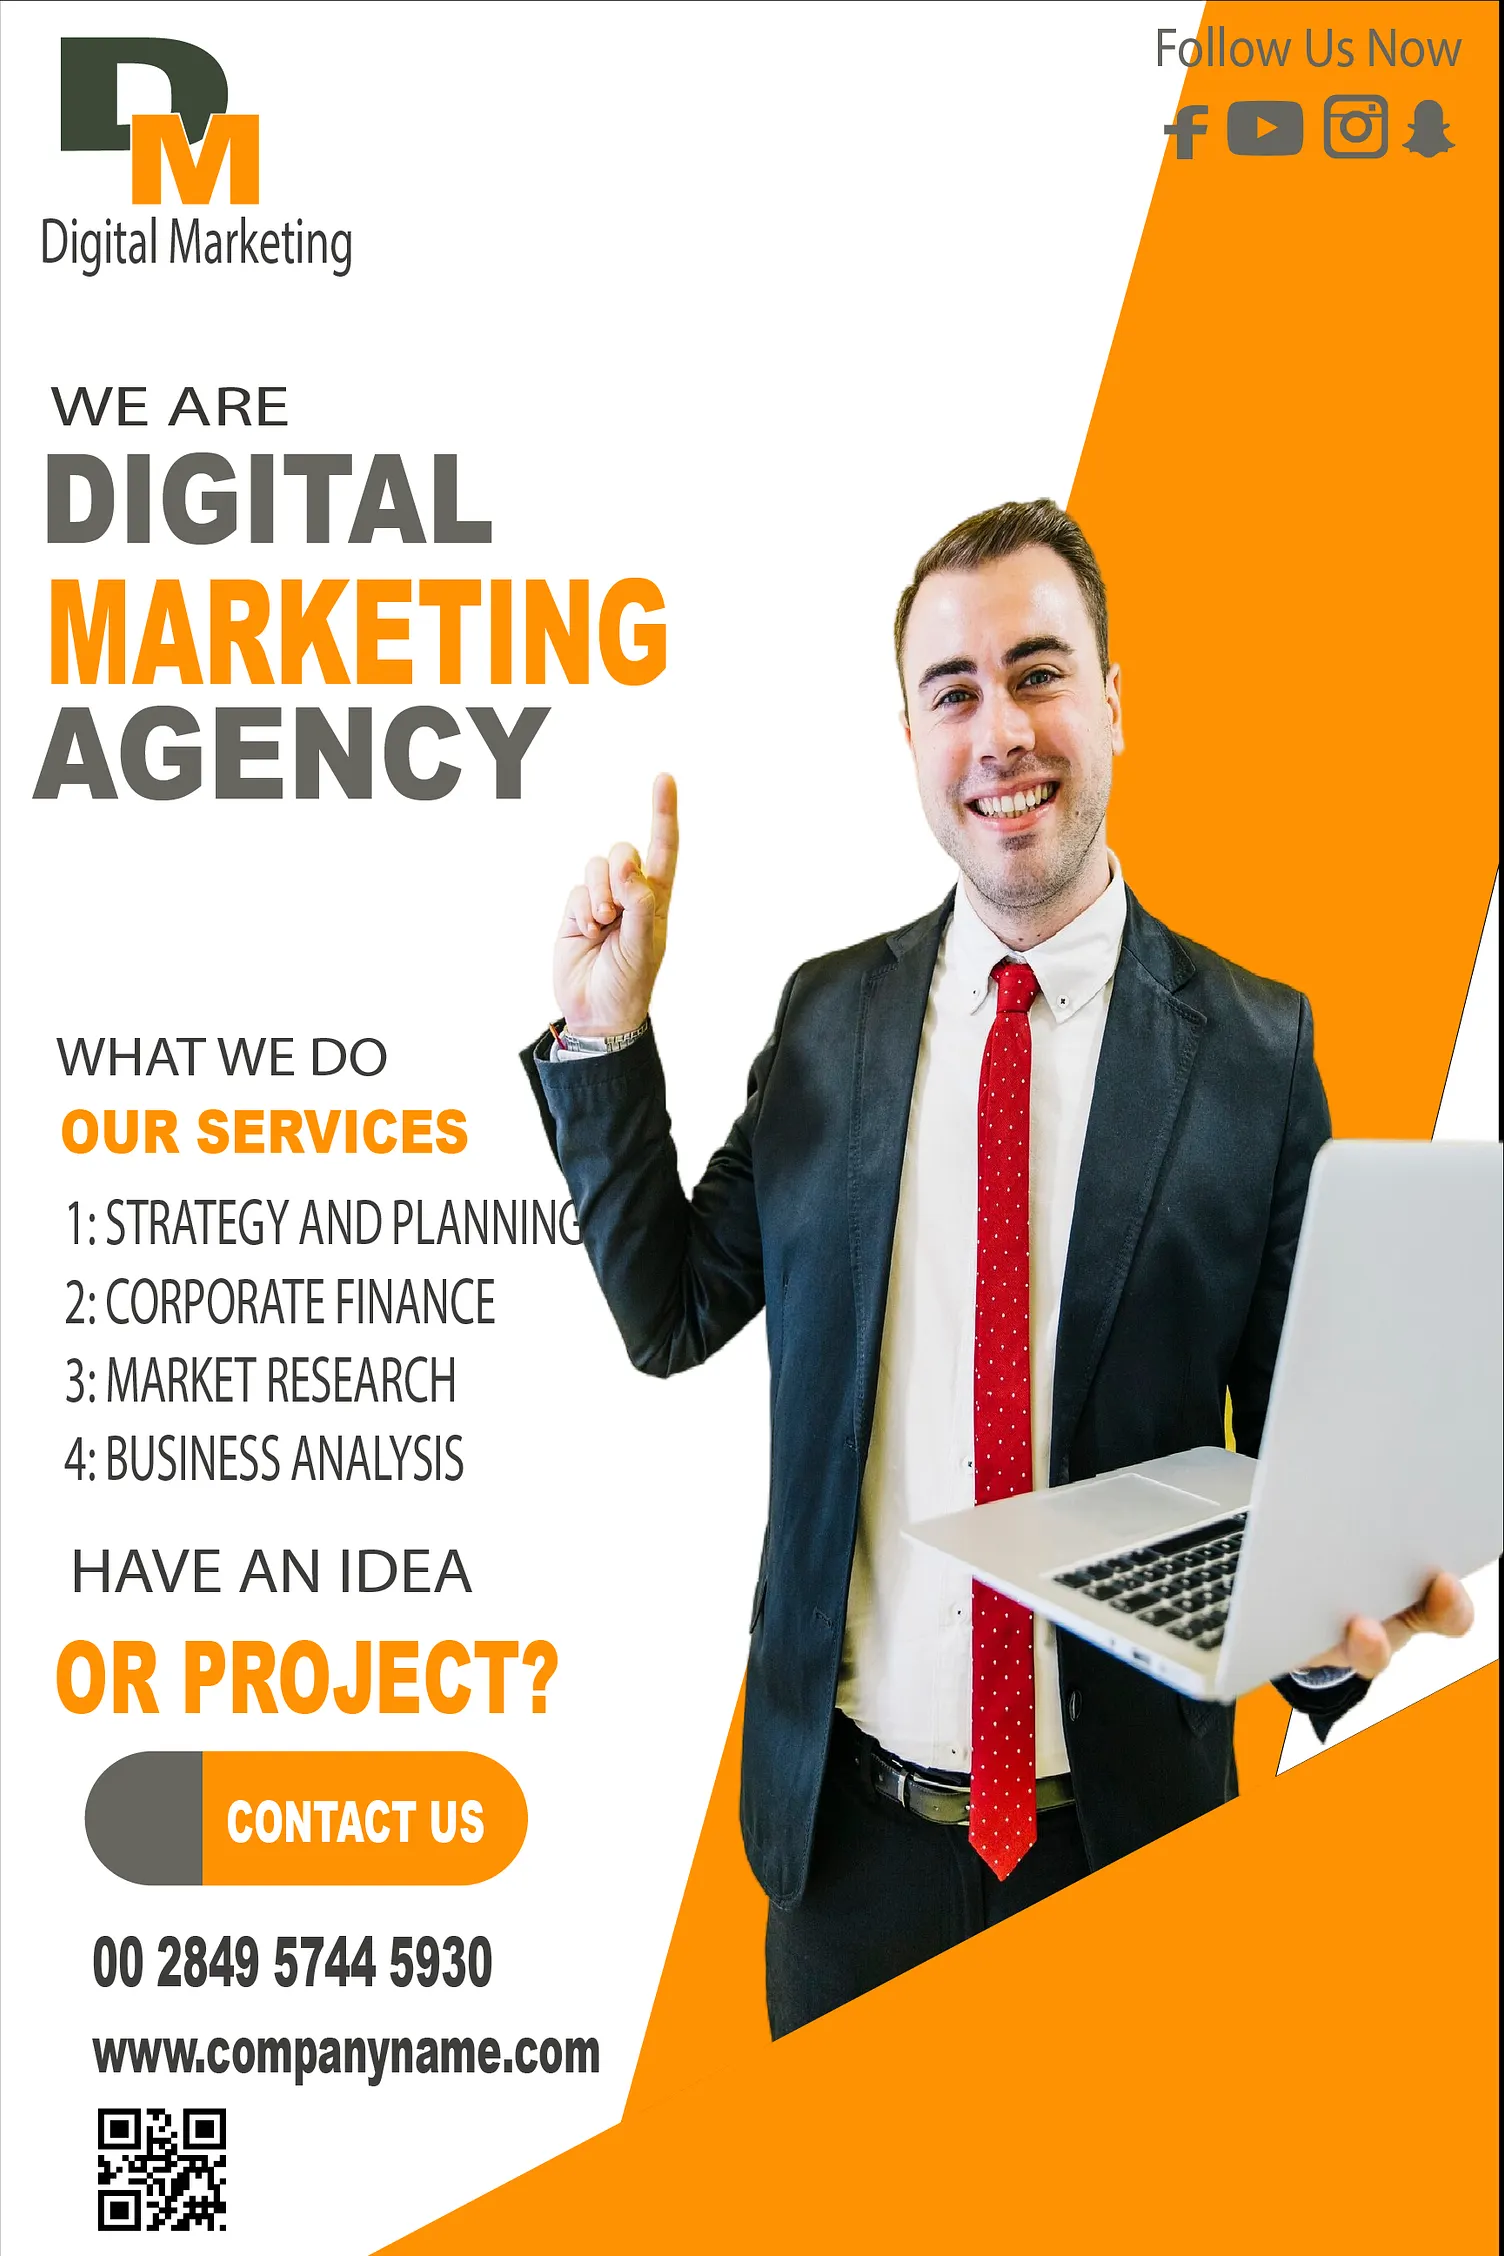 DM
Digital Marketing
Follow Us Now
WE ARE
DIGITAL
MARKETING
AGENCY
WHAT WE DO
OUR SERVICES
1: STRATEGY AND PLANNING
2: CORPORATE FINANCE
3: MARKET RESEARCH
4: BUSINESS ANALYSIS
HAVE AN IDEA
OR PROJECT?
CONTACT US
00 2849 5744 5930
www.companyname.com